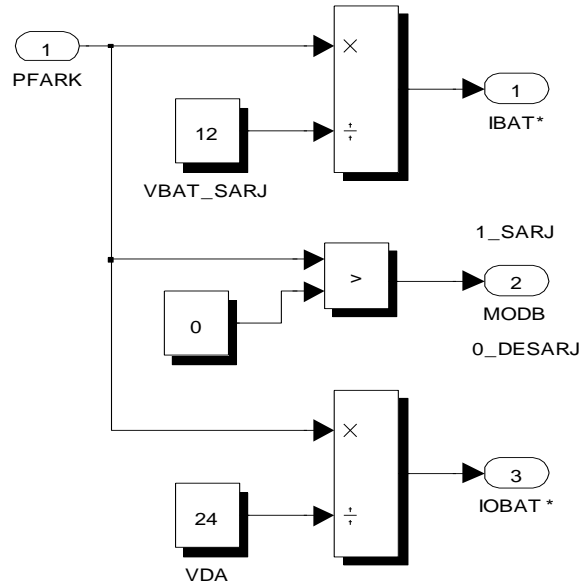 1
PFARK
×
÷
1
IBAT*
12
VBAT_SARJ
1_SARJ
>
2
MODB
0
0_DESARJ
×
÷
3
IOBAT *
24
VDA